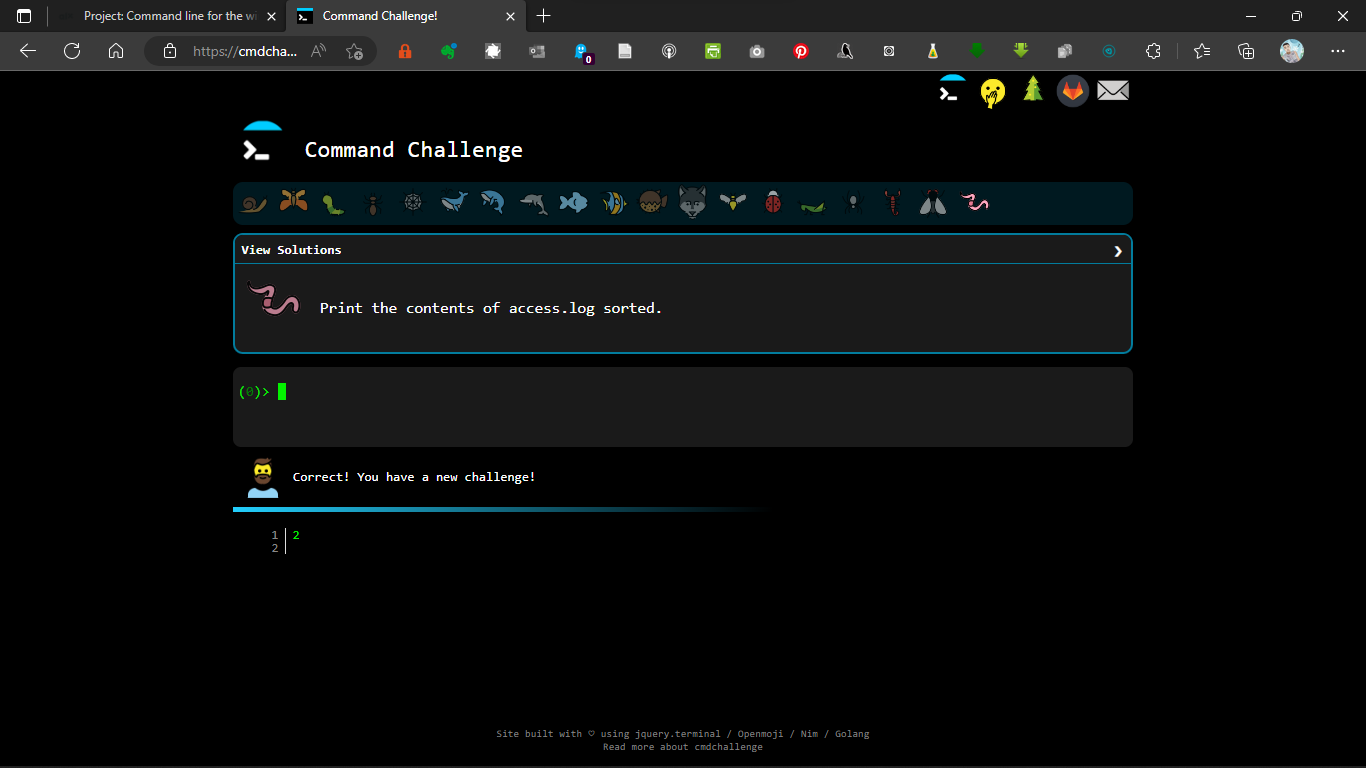 Project: Command line for the wi
Command Challenge!
https://cmdcha...
0
Command Challenge
View Solutions
Print the contents of access.log sorted.
(0)>
Correct! You have a new challenge!
1 2
2
Site built with ♡ using jquery.terminal / Openmoji / Nim / Golang
Read more about cmdchallenge